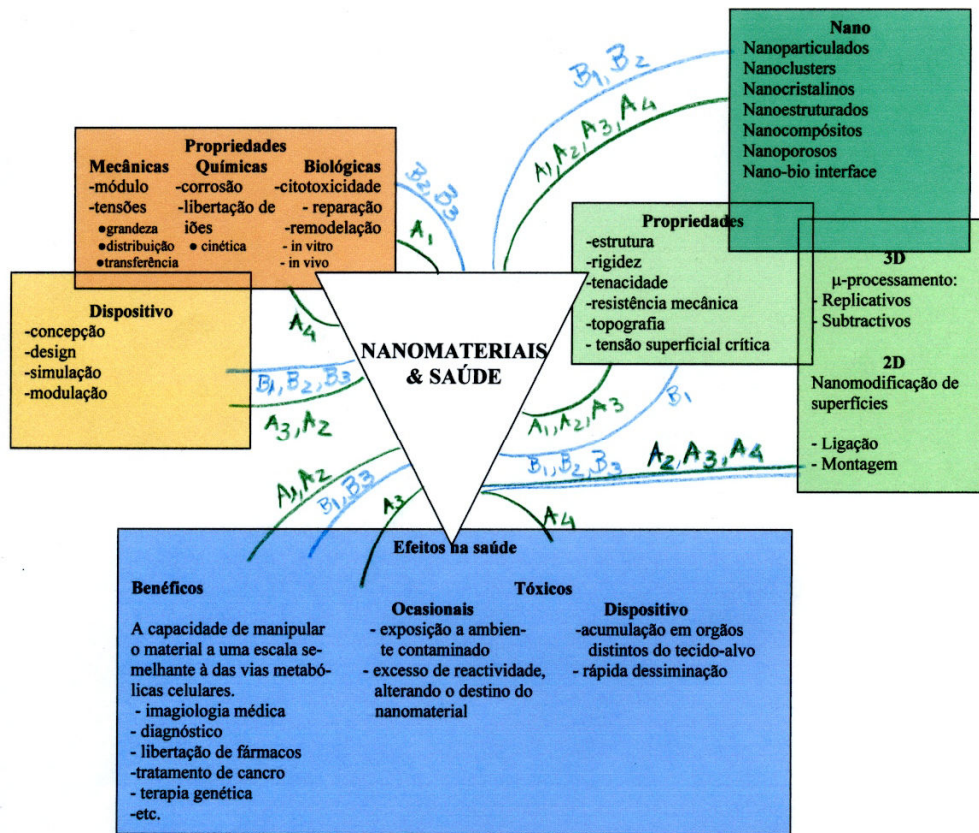 Nano
Nanoparticulados
Nanoclusters
Nanocristalinos
Nanoestruturados
Nanocompósitos
Nanoporosos
Nano-bio interface
B1, B2
A1, A2, A3, A4
Propriedades
Mecânicas Químicas Biológicas
-módulo -corrosão -citotoxicidade
-tensões -libertação de - reparação
●grandeza iões -remodelação
●distribuição ● cinética - in vitro
●transferência - in vivo
B2, B3
A1
A4
Propriedades
-estrutura
-rigidez
-tenacidade
-resistência mecânica
-topografia
- tensão superficial crítica
3D
μ-processamento:
- Replicativos
- Subtractivos
2D
Nanomodificação de
superfícies
- Ligação
- Montagem
Dispositivo
-concepção
-design
-simulação
-modulação
NANOMATERIAIS
& SAÚDE
B1, B2, B3
A3, A2
A1, A2, A3
B1
B1, B2, B3
A2, A3, A4
A1, A2
B1, B3
A3
A4
Efeitos na saúde
Benéficos
A capacidade de manipular
o material a uma escala se-
melhante à das vias metabó-
licas celulares.
- imagiologia médica
- diagnóstico
- libertação de fármacos
-tratamento de cancro
- terapia genética
-etc.
Tóxicos
Ocasionais
- exposição a ambien-
te contaminado
- excesso de reactividade,
alterando o destino do
nanomaterial
Dispositivo
-acumulação em orgãos
distintos do tecido-alvo
- rápida dessiminação